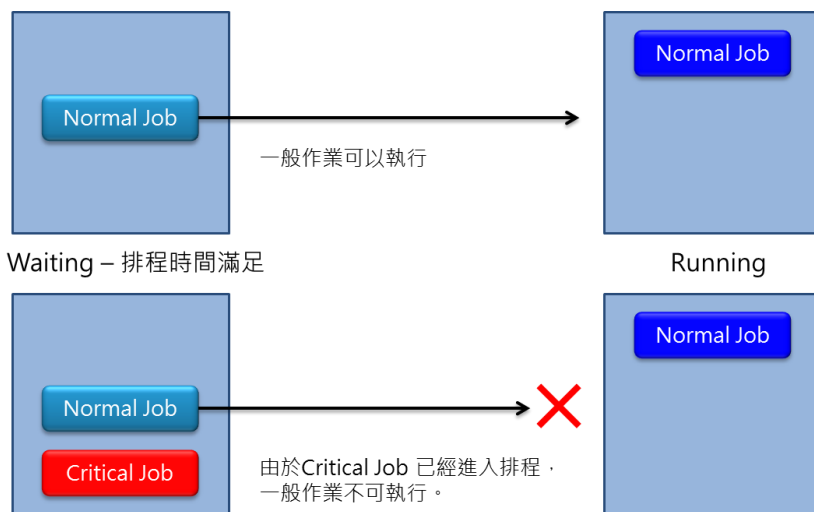 Normal Job
Normal Job
一般作業可以執行
Waiting – 排程時間滿足
Running
Normal Job
Normal Job
Critical Job
由於Critical Job 已經進入排程，
一般作業不可執行。